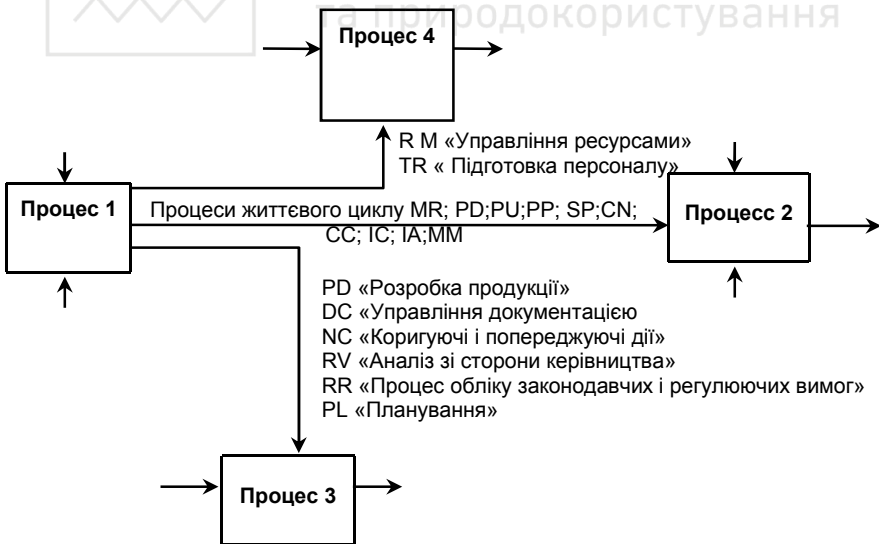 та природокористування
Процес 4
R M «Управління ресурсами»
TR « Підготовка персоналу»
Процес 1
Процеси життєвого циклу MR; PD;PU;PP; SP;CN;
CC; IC; IA;MM
Процесс 2
PD «Розробка продукції»
DC «Управління документацією
NC «Коригуючі і попереджуючі дії»
RV «Аналіз зі сторони керівництва»
RR «Процес обліку законодавчих і регулюючих вимог»
PL «Планування»
Процес 3